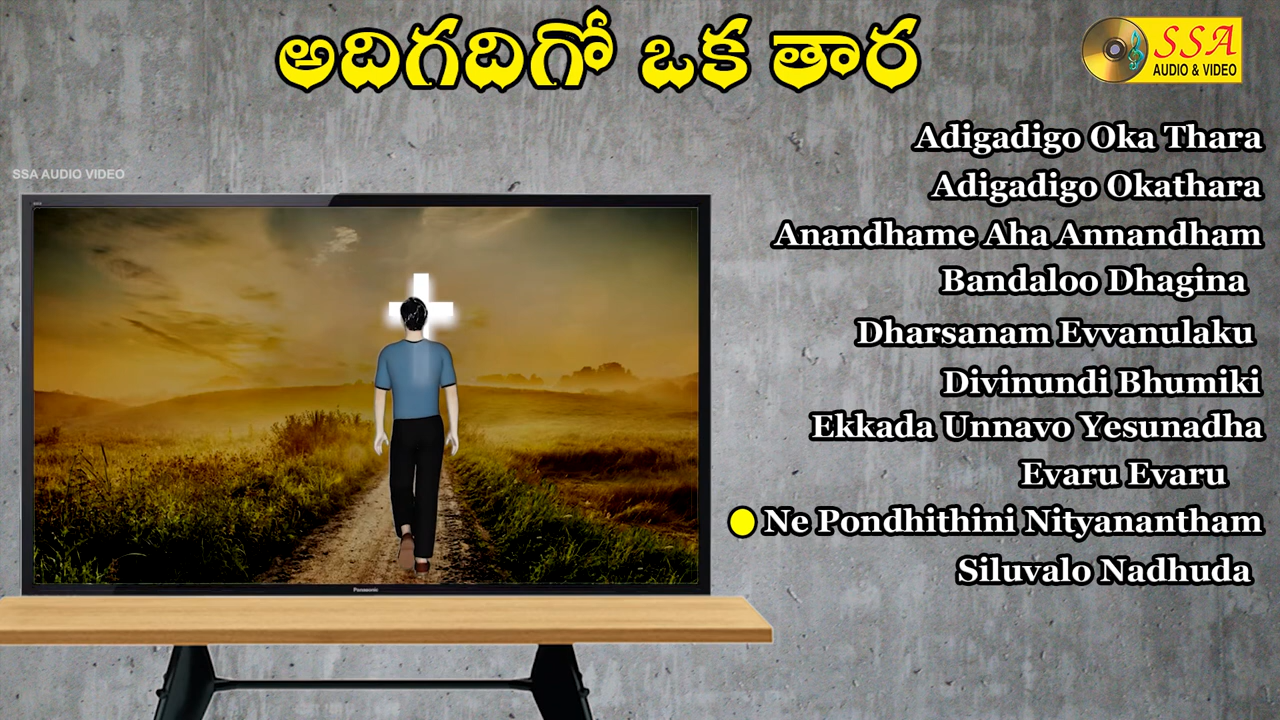 అదిగదిగో ఒక తార
SSA
AUDIO & VIDEO
Adigadigo Oka Thara
SSA AUDIO VIDEO
Adigadigo Okathara
Anandhame Aha Annandham
Bandaloo Dhagina
Dharsanam Evvanulaku
Divinundi Bhumiki
Ekkada Unnavo Yesunadha
Evaru Evaru
Ne Pondhithini Nityanantham
Siluvalo Nadhuda
Panasonic